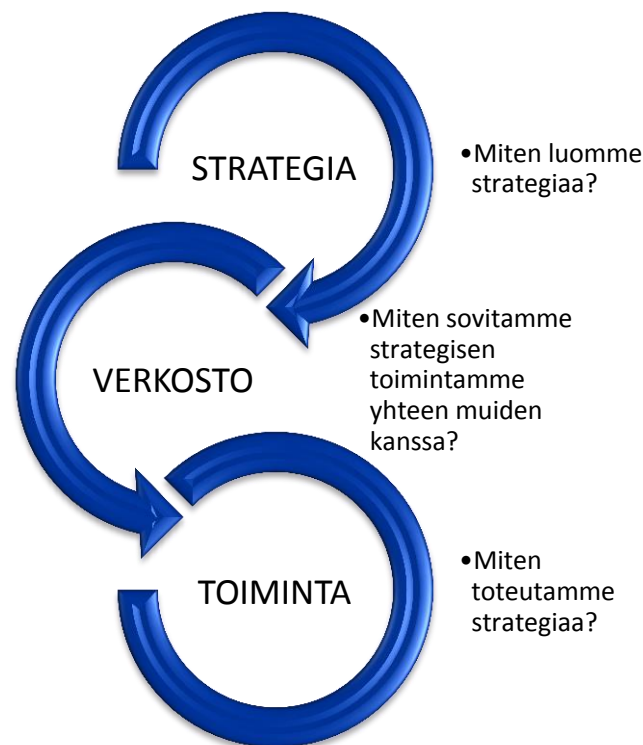 STRATEGIA
•Miten luomme
strategiaa?
VERKOSTO
•Miten sovitamme
strategisen
toimintamme
yhteen muiden
kanssa?
TOIMINTA
•Miten
toteutamme
strategiaa?